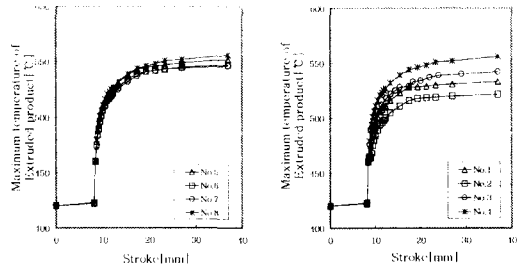 Maximum temperature of
Extruded product[℃]
600
500
450
400
0
10
20
30
40
Stroke[mm]
No.5
No.6
No.7
No.8
Maximum temperature of
Extruded product[℃]
600
550
500
450
400
0
10
20
30
40
Stroke[mm]
No.1
No.2
No.3
No.4